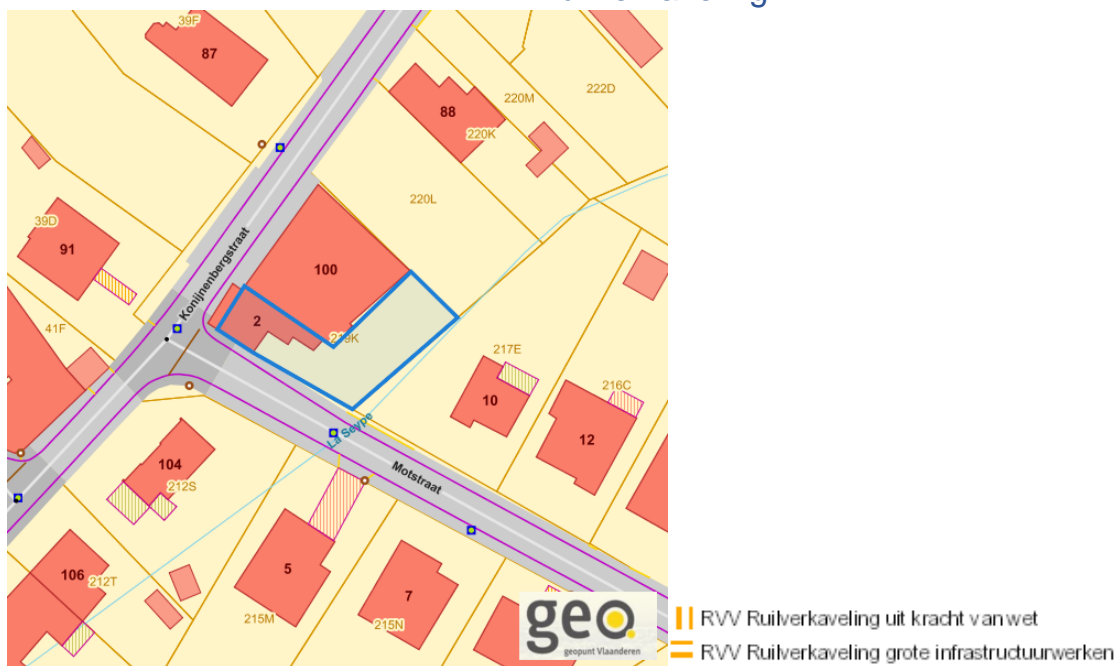 39F
87
88
220M
222D
220K
220L
39D
91
Konijnenbergstraat
100
2
219K
41F
217E
10
216C
12
La Seype
Motstraat
104
212S
5
7
106
212T
215M
215N
geo
geopunt Vlaanderen
RVV Ruilverkaveling uit kracht van wet
RVV Ruilverkaveling grote infrastructuurwerken